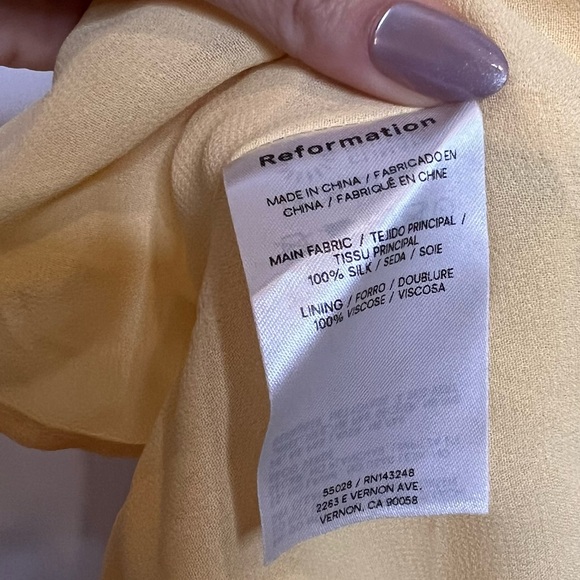 Reformation
MADE IN CHINA / FABRICADO EN
CHINA / FABRIQUÉ EN CHINE
MAIN FABRIC / TEJIDO PRINCIPAL /
TISSU PRINCIPAL
100% SILK / SEDA / SOIE
LINING / FORRO / DOUBLURE
100% VISCOSE / VISCOSA
55028 / RN143248
2263 E VERNON AVE.
VERNON, CA 90058